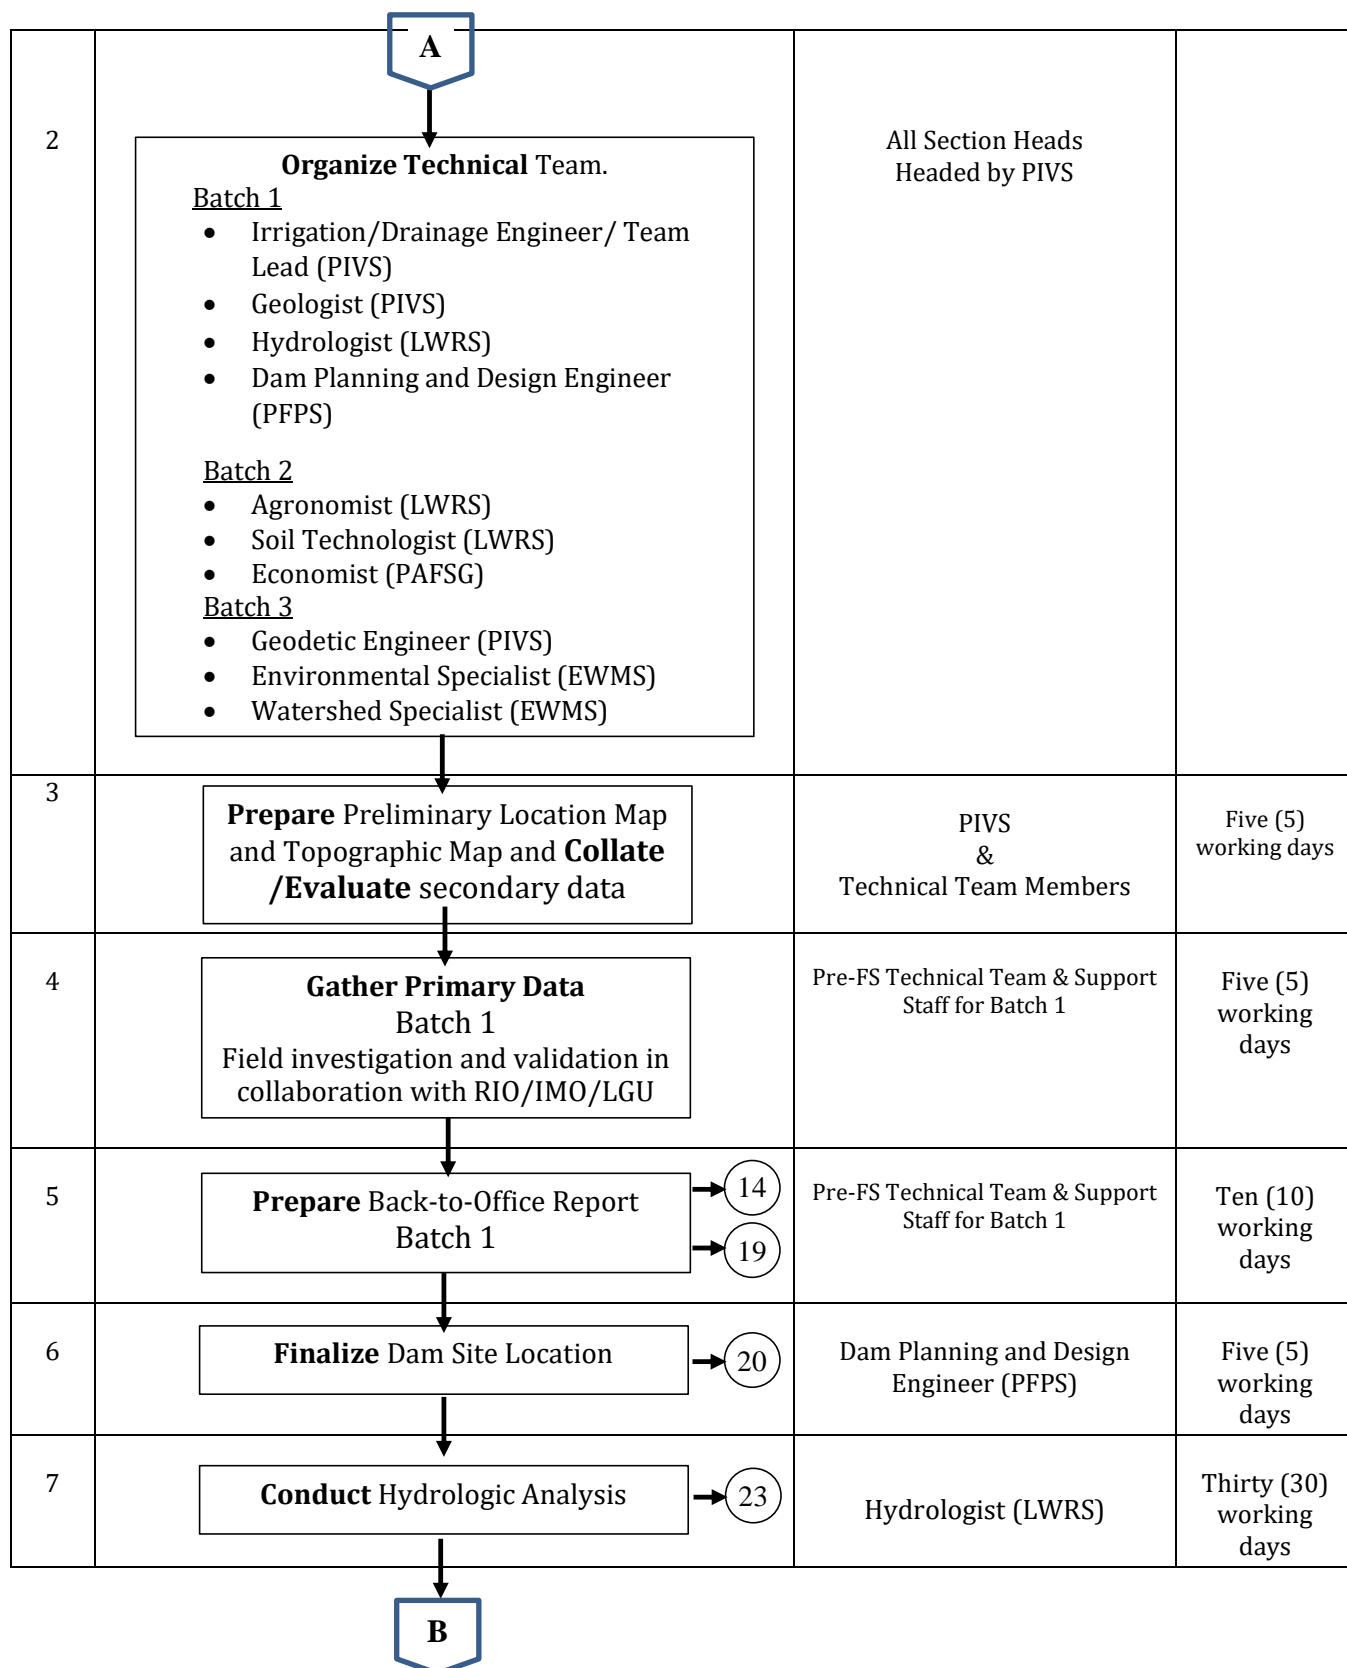 A
2
Organize Technical Team.
Batch 1
• Irrigation/Drainage Engineer/ Team
Lead (PIVS)
• Geologist (PIVS)
• Hydrologist (LWRS)
• Dam Planning and Design Engineer
(PFPS)
Batch 2
• Agronomist (LWRS)
• Soil Technologist (LWRS)
• Economist (PAFSG)
Batch 3
• Geodetic Engineer (PIVS)
• Environmental Specialist (EWMS)
• Watershed Specialist (EWMS)
All Section Heads
Headed by PIVS
3
Prepare Preliminary Location Map
and Topographic Map and Collate
/Evaluate secondary data
PIVS
&
Technical Team Members
Five (5)
working days
4
Gather Primary Data
Batch 1
Field investigation and validation in
collaboration with RIO/IMO/LGU
Pre-FS Technical Team & Support
Staff for Batch 1
Five (5)
working
days
5
Prepare Back-to-Office Report
Batch 1
14
19
Pre-FS Technical Team & Support
Staff for Batch 1
Ten (10)
working
days
6
Finalize Dam Site Location
20
Dam Planning and Design
Engineer (PFPS)
Five (5)
working
days
7
Conduct Hydrologic Analysis
23
Hydrologist (LWRS)
Thirty (30)
working
days
B